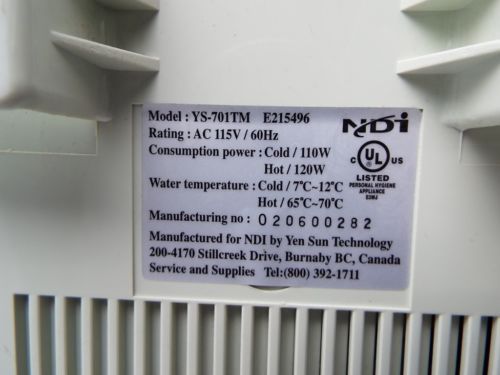 Model : YS-701TM E215496
NDi
Rating : AC 115V / 60Hz
Consumption power : Cold / 110W
Hot / 120W
C UL US
LISTED
PERSONAL HYGIENE
APPLIANCE
83MJ
Water temperature : Cold / 7°C~12°C
Hot / 65°C~70°C
Manufacturing no : 020600282
Manufactured for NDI by Yen Sun Technology
200-4170 Stillcreek Drive, Burnaby BC, Canada
Service and Supplies Tel:(800) 392-1711